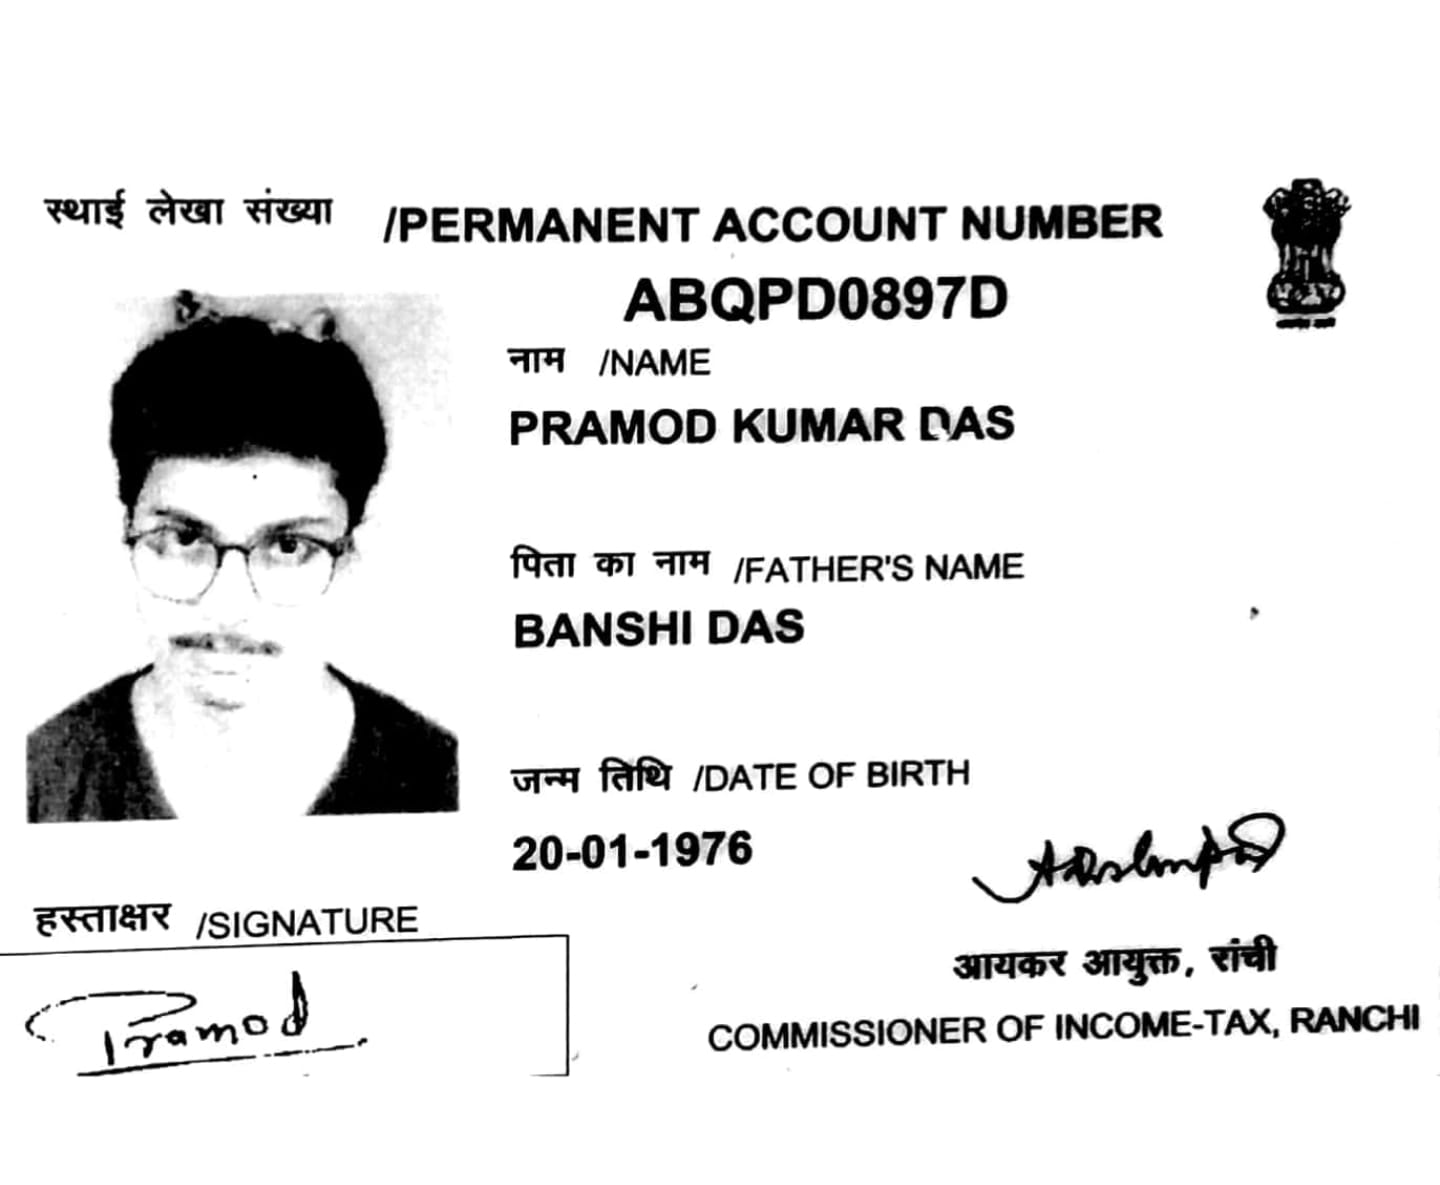 स्थाई लेखा संख्या /PERMANENT ACCOUNT NUMBER
ABQPD0897D
नाम /NAME
PRAMOD KUMAR DAS
पिता का नाम /FATHER'S NAME
BANSHI DAS
जन्म तिथि /DATE OF BIRTH
20-01-1976
हस्ताक्षर /SIGNATURE
Pramod
आयकर आयुक्त, रांची
COMMISSIONER OF INCOME-TAX, RANCHI